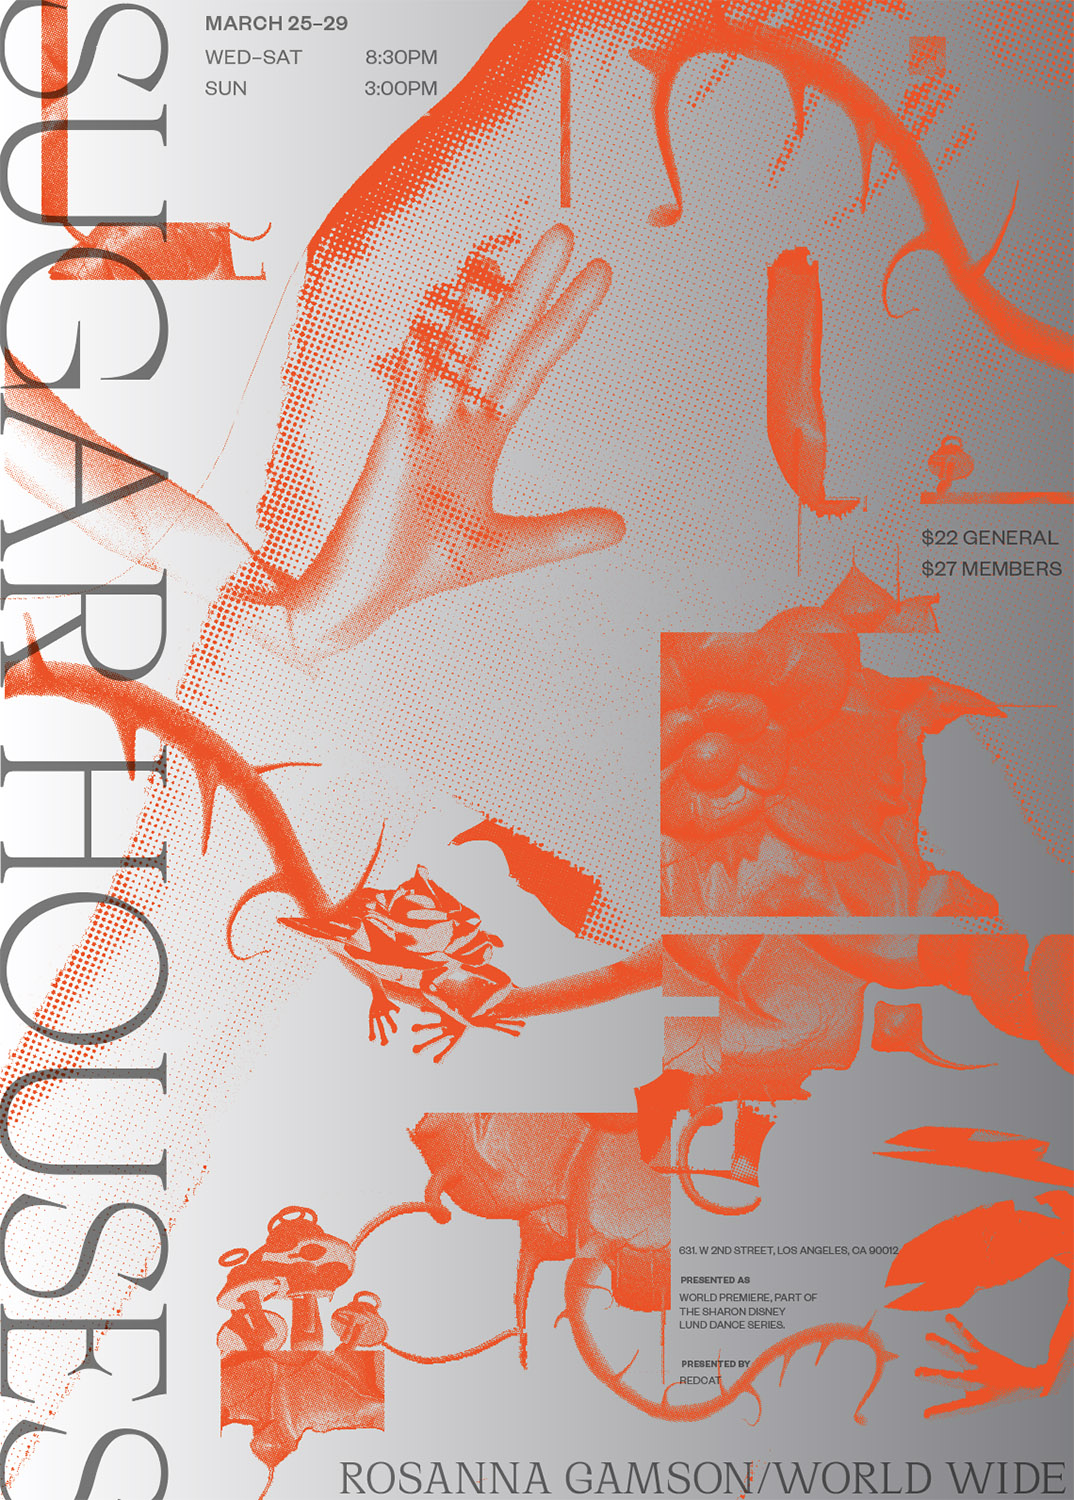 MARCH 25–29
WED–SAT 8:30PM
SUN 3:00PM
SUGAR HOUSES
$22 GENERAL
$27 MEMBERS
631. W 2ND STREET, LOS ANGELES, CA 90012
PRESENTED AS
WORLD PREMIERE, PART OF
THE SHARON DISNEY
LUND DANCE SERIES.
PRESENTED BY
REDCAT
ROSANNA GAMSON/WORLD WIDE